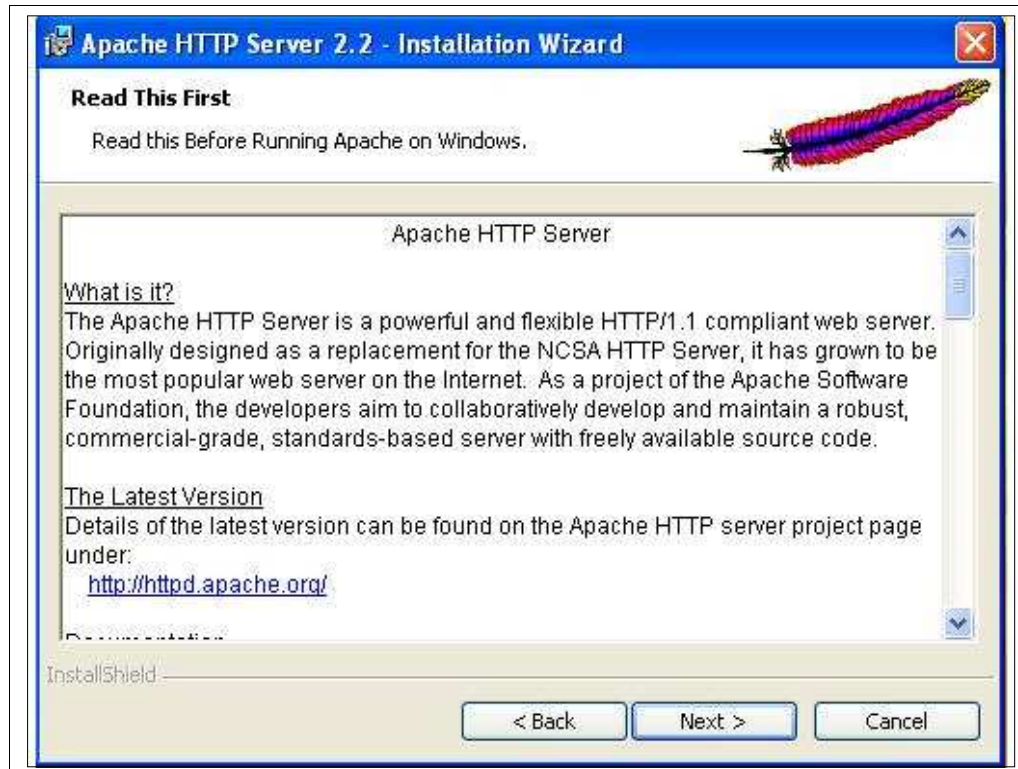 Apache HTTP Server 2.2 - Installation Wizard
Read This First
Read this Before Running Apache on Windows.
Apache HTTP Server
What is it?
The Apache HTTP Server is a powerful and flexible HTTP/1.1 compliant web server.
Originally designed as a replacement for the NCSA HTTP Server, it has grown to be
the most popular web server on the Internet.  As a project of the Apache Software
Foundation, the developers aim to collaboratively develop and maintain a robust,
commercial-grade, standards-based server with freely available source code.
The Latest Version
Details of the latest version can be found on the Apache HTTP server project page
under:
http://httpd.apache.org/
Documentation
InstallShield
< Back
Next >
Cancel